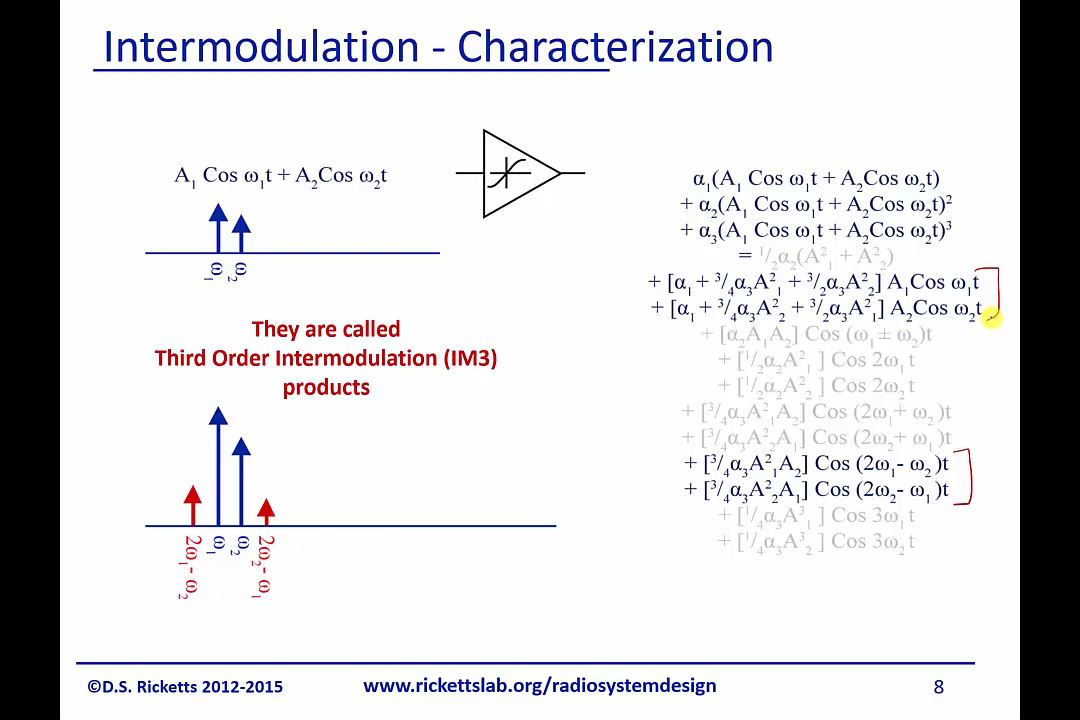 Intermodulation - Characterization
A₁ Cos ω₁t + A₂Cos ω₂t
ω₁
ω₂
They are called
Third Order Intermodulation (IM3)
products
2ω₁- ω₂
ω₁
ω₂
2ω₂- ω₁
α₁(A₁ Cos ω₁t + A₂Cos ω₂t)
+ α₂(A₁ Cos ω₁t + A₂Cos ω₂t)²
+ α₃(A₁ Cos ω₁t + A₂Cos ω₂t)³
= ¹/₂α₂(A²₁ + A²₂)
+ [α₁ + ³/₄α₃A²₁ + ³/₂α₃A²₂] A₁Cos ω₁t
+ [α₁ + ³/₄α₃A²₂ + ³/₂α₃A²₁] A₂Cos ω₂t
+ [α₂A₁A₂] Cos (ω₁ ± ω₂)t
+ [¹/₂α₂A²₁ ] Cos 2ω₁ t
+ [¹/₂α₂A²₂ ] Cos 2ω₂ t
+ [³/₄α₃A²₁A₂] Cos (2ω₁+ ω₂ )t
+ [³/₄α₃A²₂A₁] Cos (2ω₂+ ω₁ )t
+ [³/₄α₃A²₁A₂] Cos (2ω₁- ω₂ )t
+ [³/₄α₃A²₂A₁] Cos (2ω₂- ω₁ )t
+ [¹/₄α₃A³₁ ] Cos 3ω₁ t
+ [¹/₄α₃A³₂ ] Cos 3ω₂ t
©D.S. Ricketts 2012-2015
www.rickettslab.org/radiosystemdesign
8